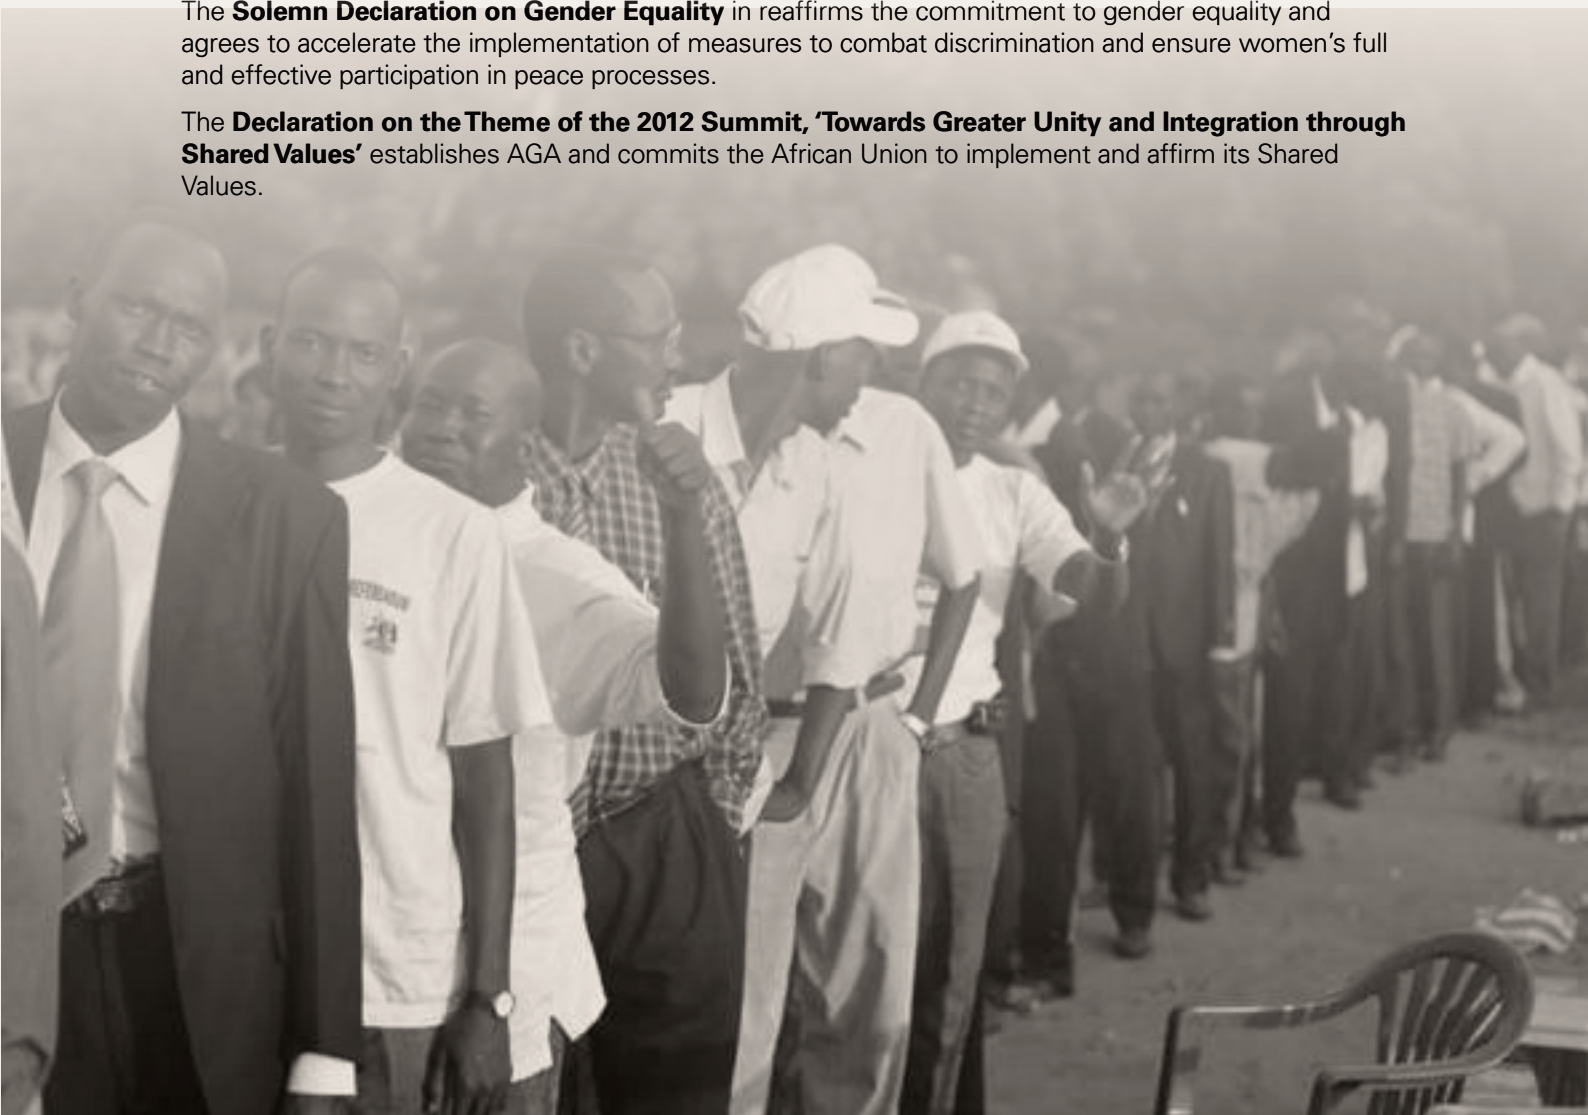 The Solemn Declaration on Gender Equality in reaffirms the commitment to gender equality and
agrees to accelerate the implementation of measures to combat discrimination and ensure women’s full
and effective participation in peace processes.
The Declaration on the Theme of the 2012 Summit, ‘Towards Greater Unity and Integration through
Shared Values’ establishes AGA and commits the African Union to implement and affirm its Shared
Values.
REFERENDUM